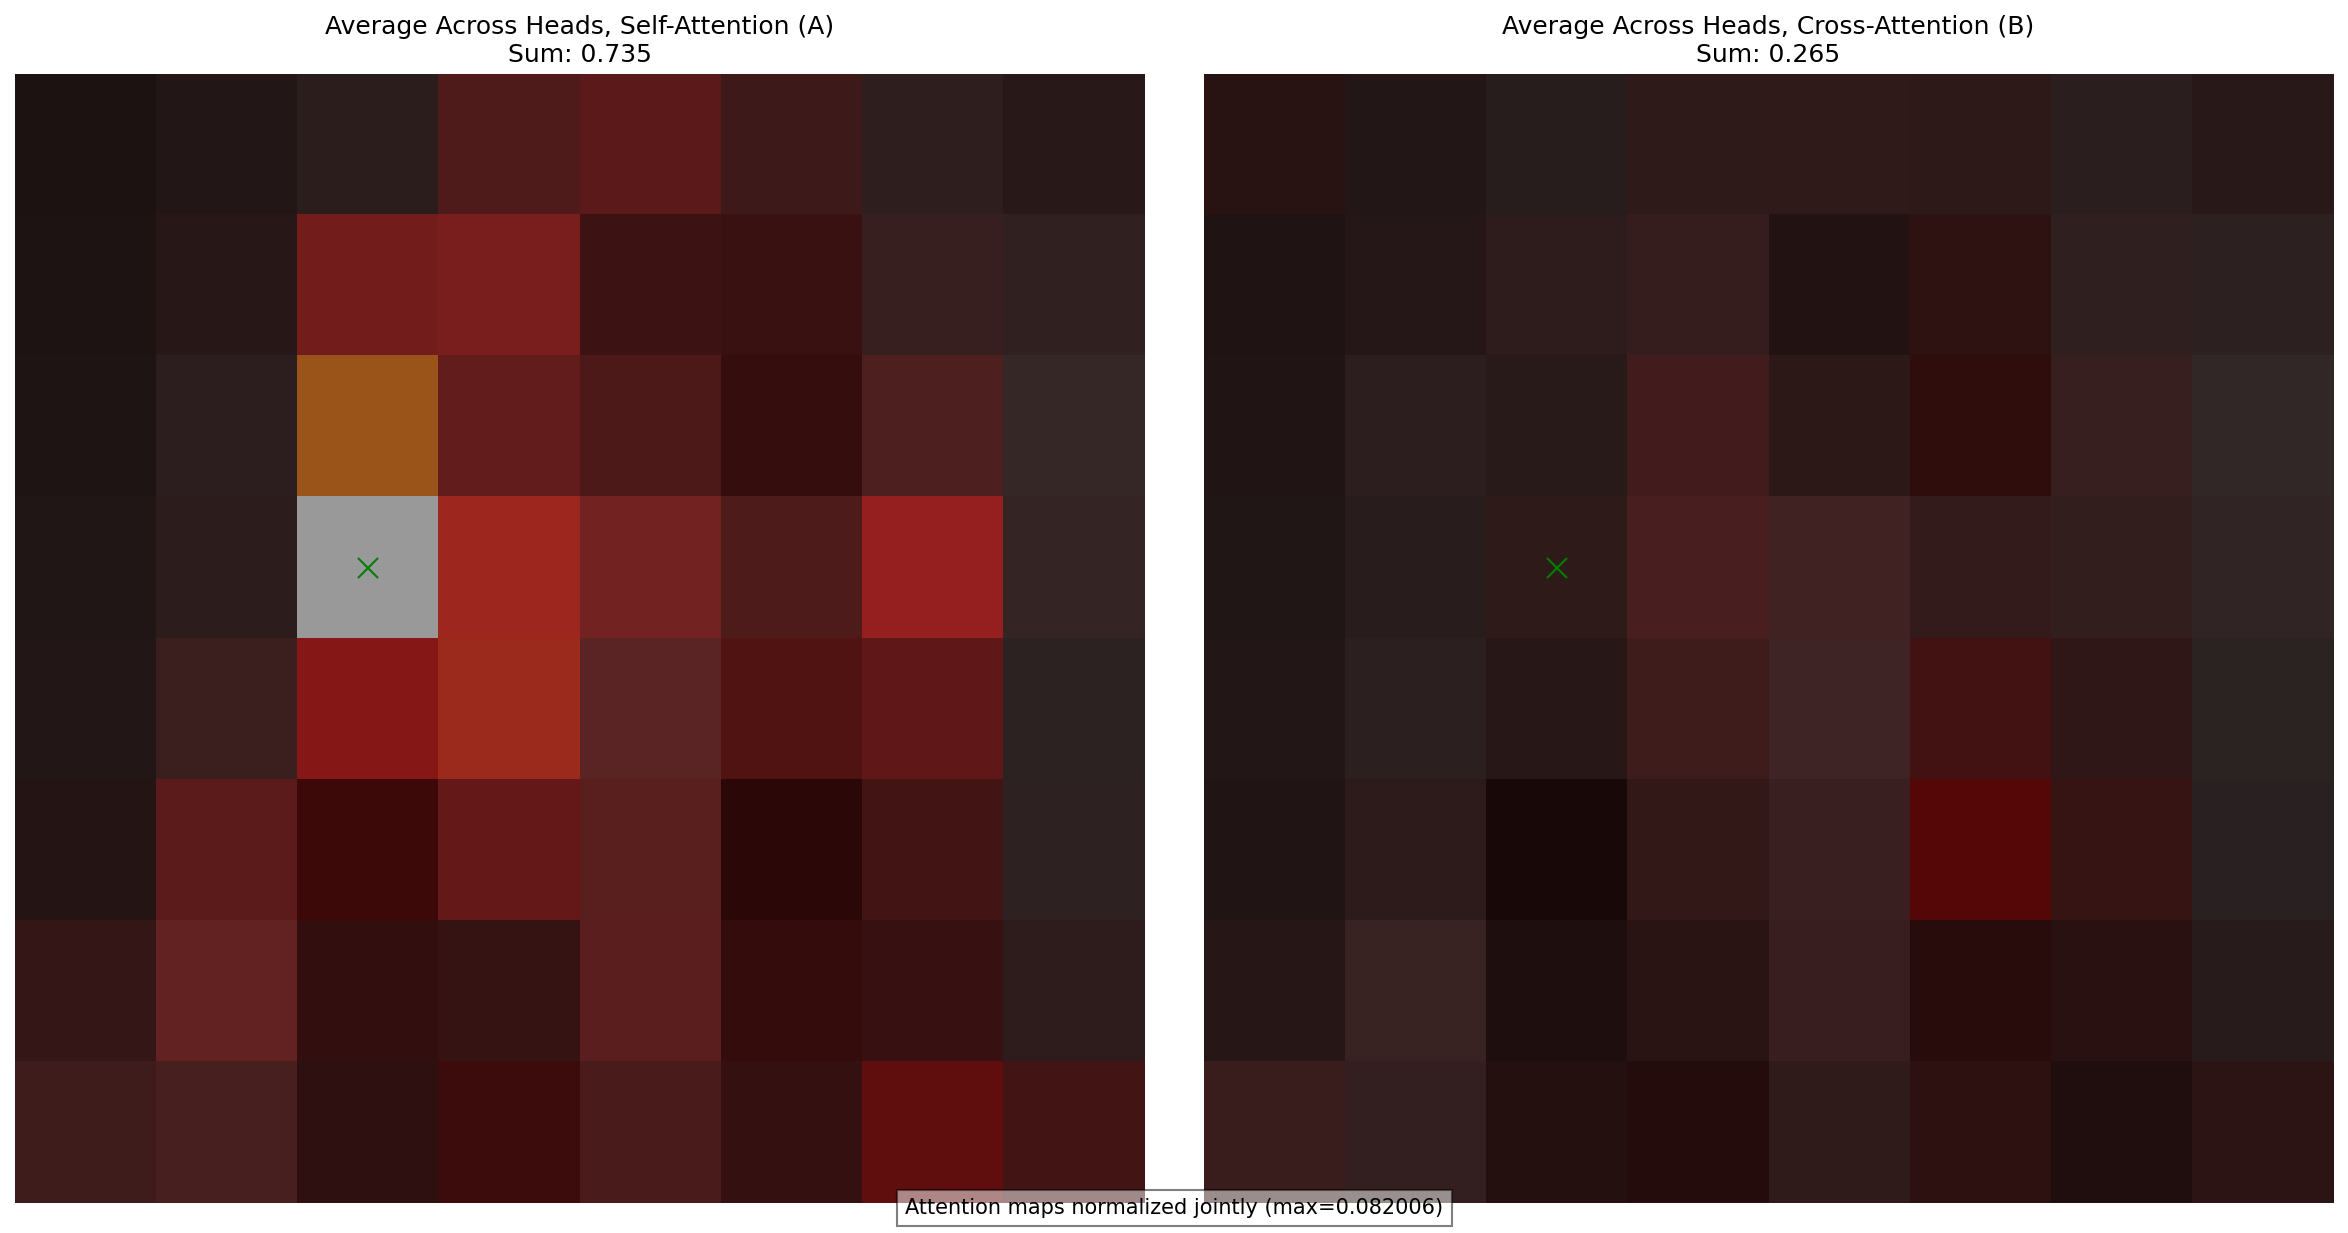 Average Across Heads, Self-Attention (A)
Sum: 0.735
Average Across Heads, Cross-Attention (B)
Sum: 0.265
Attention maps normalized jointly (max=0.082006)